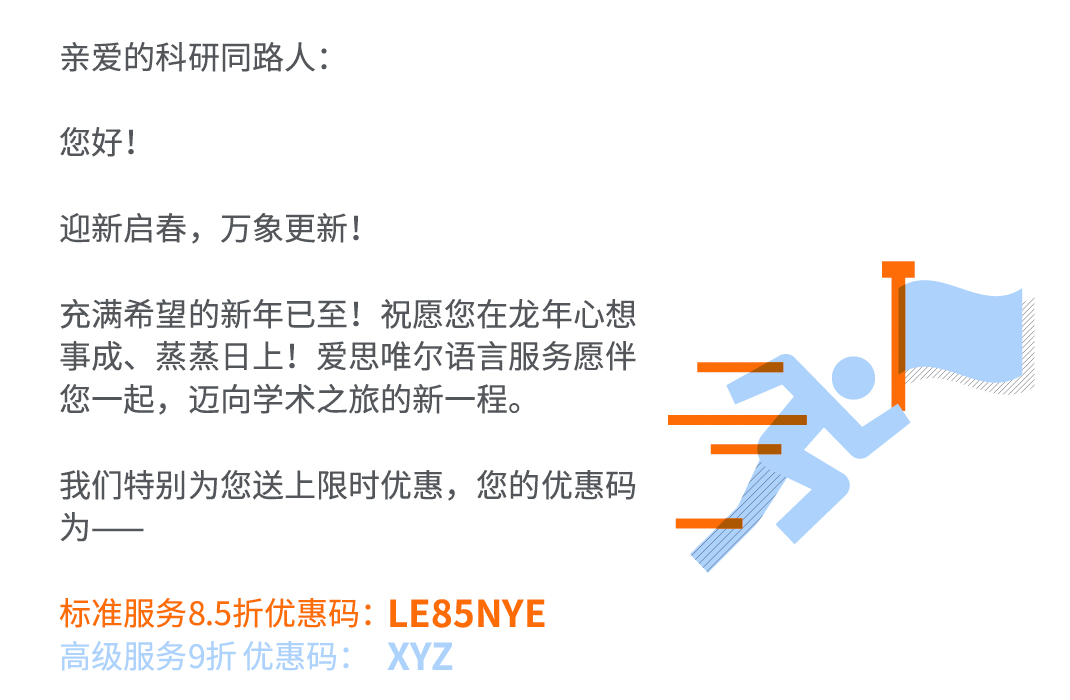 亲爱的科研同路人：
您好！
迎新启春，万象更新！
充满希望的新年已至！祝愿您在龙年心想
事成、蒸蒸日上！爱思唯尔语言服务愿伴
您一起，迈向学术之旅的新一程。
我们特别为您送上限时优惠，您的优惠码
为——
标准服务8.5折优惠码：LE85NYE
高级服务9折 优惠码： XYZ